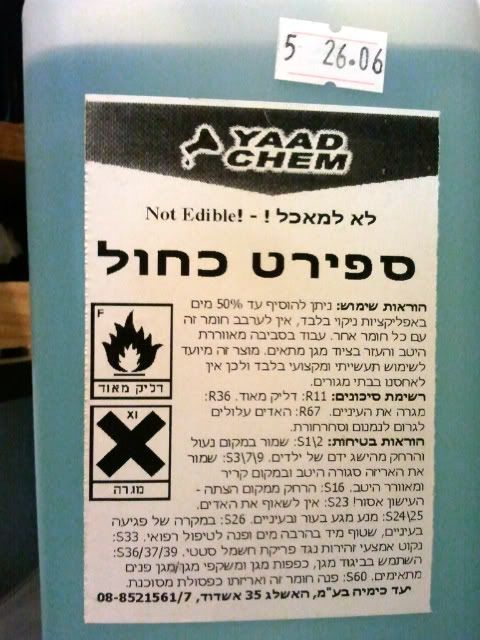 5 26.06
YAAD
CHEM
Not Edible! - ! לא למאכל
ספירט כחול
הוראות שימוש: ניתן להוסיף עד 50% מים
באפליקציות ניקוי בלבד, אין לערבב חומר זה
עם כל חומר אחר. עבוד בסביבה מאווררת
היטב והעזר בציוד מגן מתאים. מוצר זה מיועד
לשימוש תעשייתי ומקצועי בלבד ולכן אין
לאחסנו בבתי מגורים.
רשימת סיכונים: R11: דליק מאוד. R36:
מגרה את העיניים. R67: האדים עלולים
לגרום לנמנום וסחרחורת.
הוראות בטיחות: S1\2: שמור במקום נעול
והרחק מהישג ידם של ילדים. S3\7\9: שמור
את האריזה סגורה היטב ובמקום קריר
ומאוורר היטב. S16: הרחק ממקום הצתה -
העישון אסור! S23: אין לשאוף את האדים.
S24\25: מנע מגע בעור ובעיניים. S26: במקרה של פגיעה
בעיניים, שטוף מיד בהרבה מים ופנה לטיפול רפואי. S33:
נקוט אמצעי זהירות נגד פריקת חשמל סטטי. S36/37/39:
השתמש בביגוד מגן, כפפות מגן ומשקפי מגן/מגן פנים
מתאימים. S60: פנה חומר זה ואריזתו כפסולת מסוכנת.
יעד כימיה בע"מ, האשלג 35 אשדוד, 08-8521561/7
F
דליק מאוד
XI
מגרה